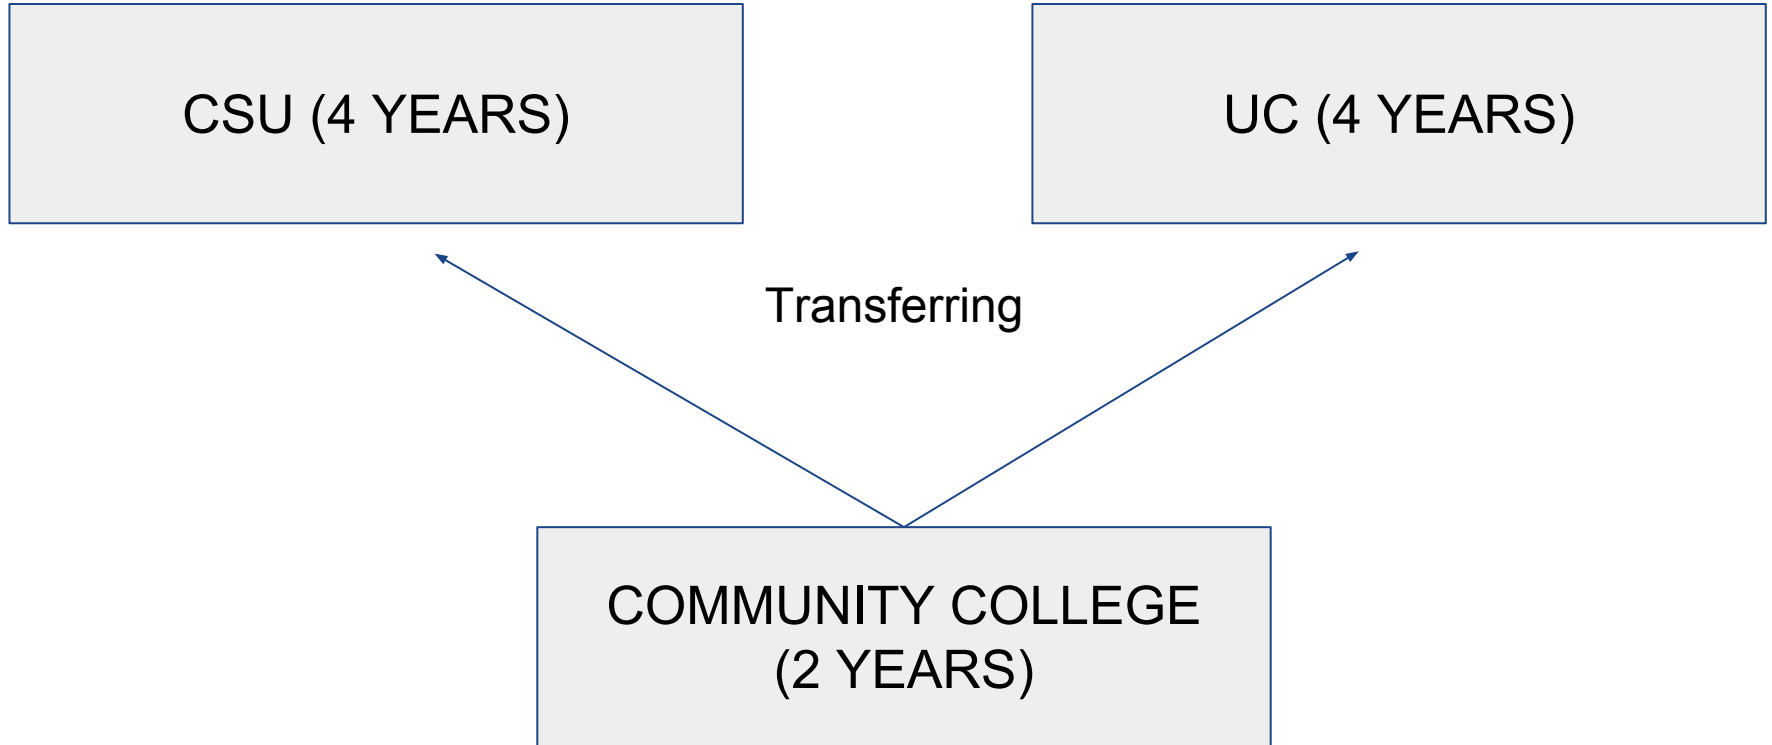 CSU (4 YEARS)
UC (4 YEARS)
Transferring
COMMUNITY COLLEGE
(2 YEARS)